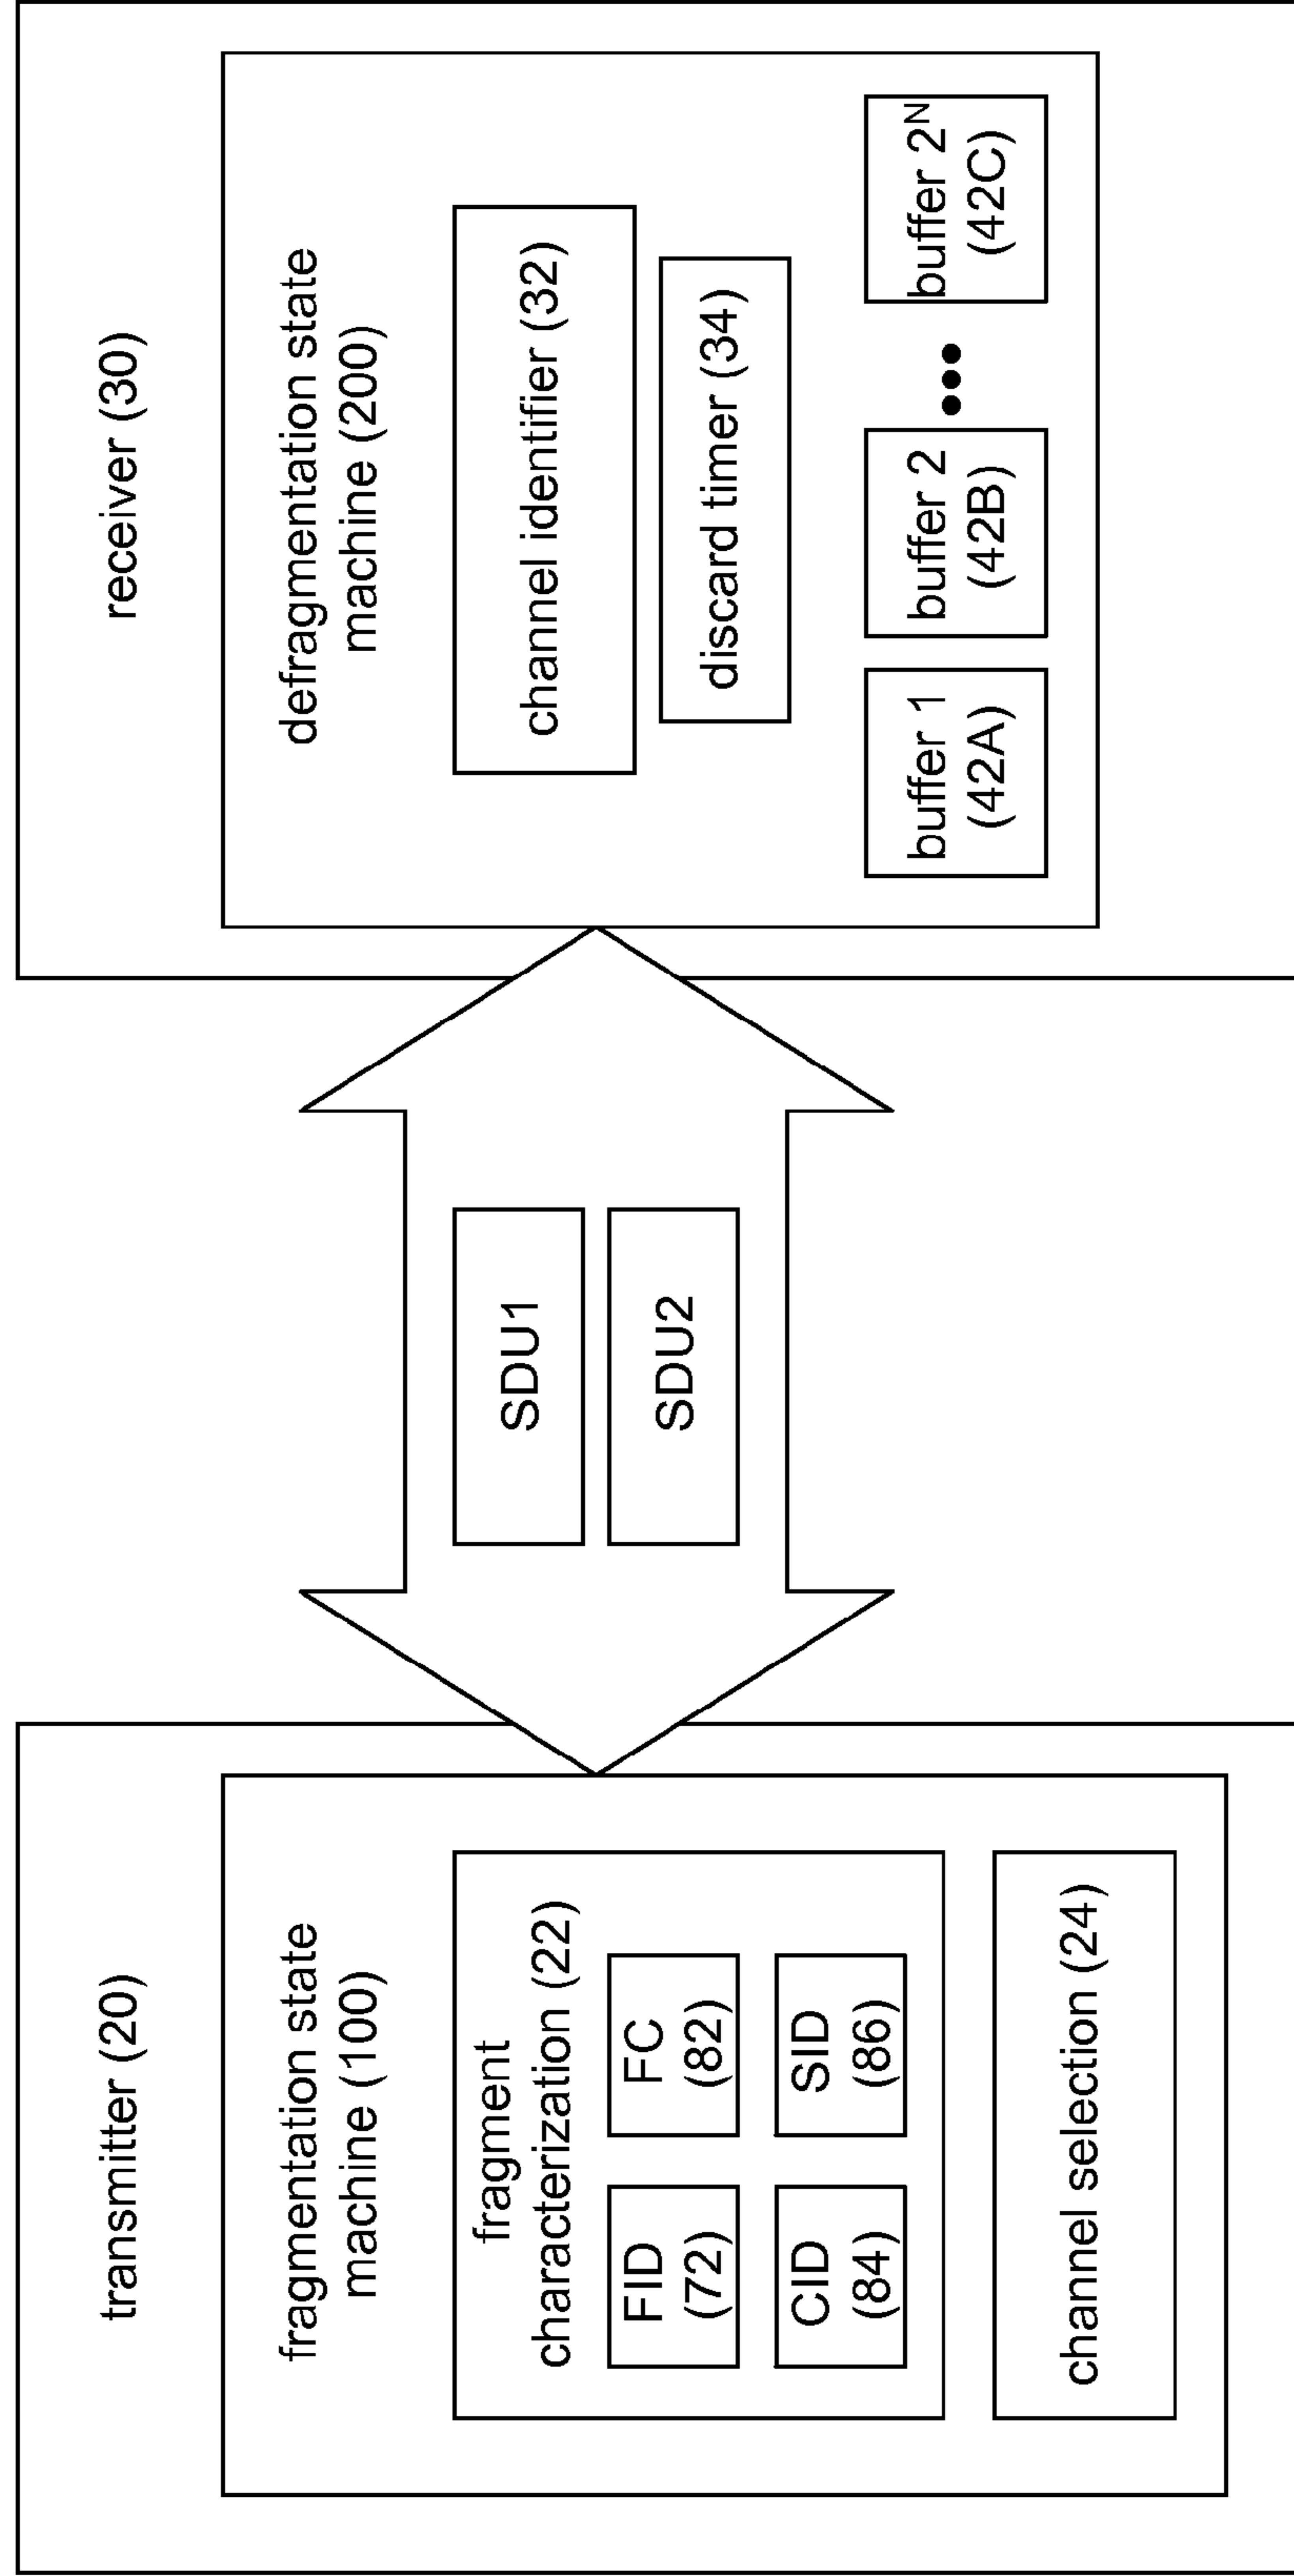 transmitter (20)
fragmentation state
machine (100)
fragment
characterization (22)
FID
(72)
FC
(82)
CID
(84)
SID
(86)
channel selection (24)
SDU1
SDU2
receiver (30)
defragmentation state
machine (200)
channel identifier (32)
discard timer (34)
buffer 1
(42A)
buffer 2
(42B)
buffer 2ᴺ
(42C)